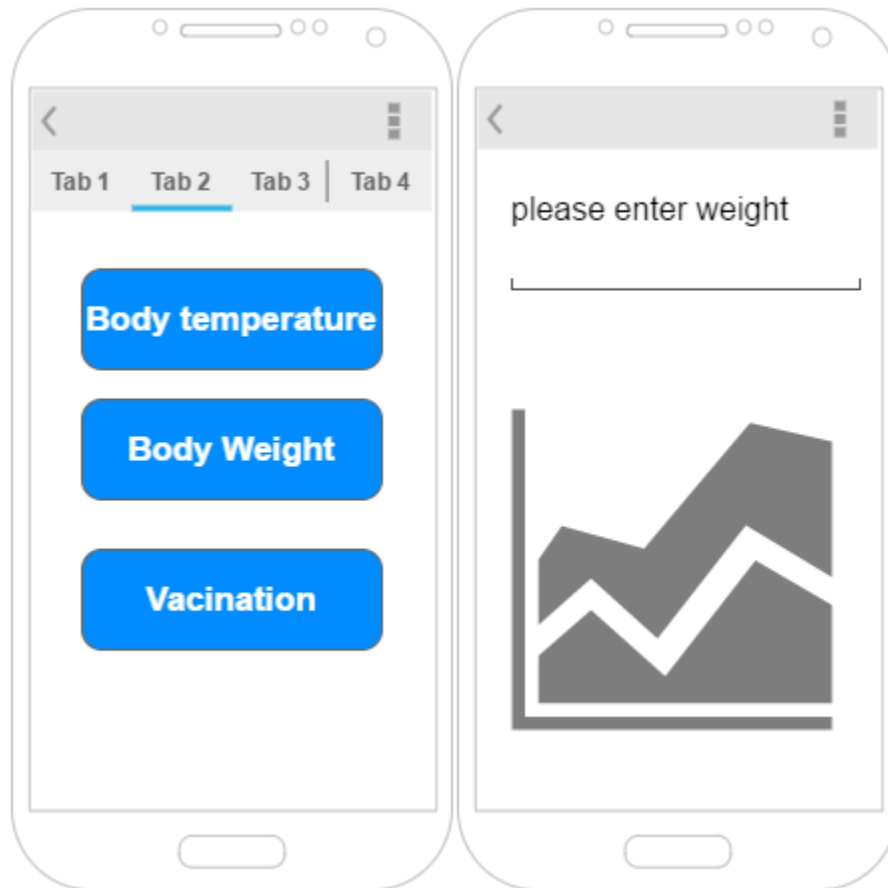 Tab 1 Tab 2 Tab 3 Tab 4
Body temperature
Body Weight
Vacination
please enter weight